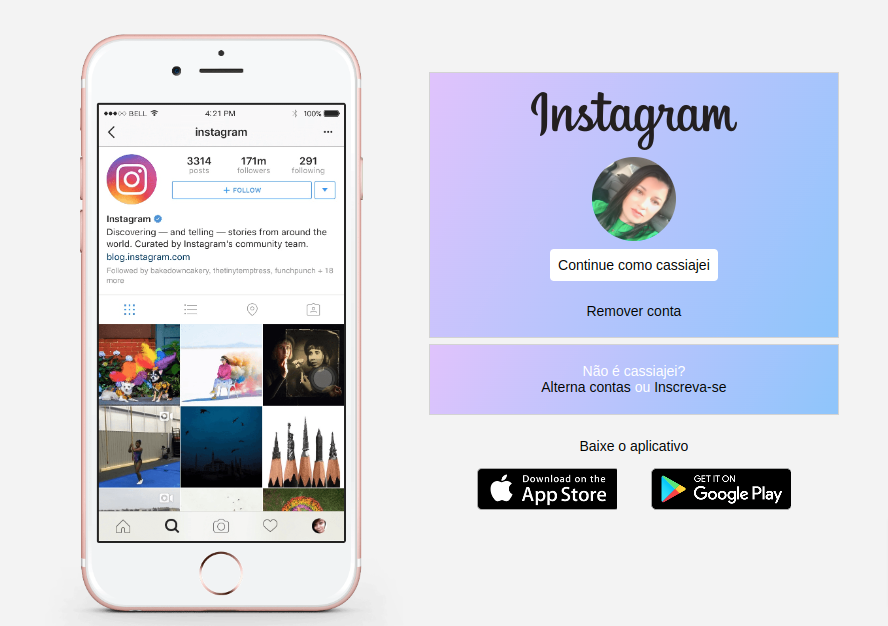 BELL 4:21 PM 100%
instagram
3314 171m 291
posts followers following
+ FOLLOW
Instagram
Discovering — and telling — stories from around the
world. Curated by Instagram's community team.
blog.instagram.com
Followed by bakedowncakery, thetinytemptress, funchpunch + 18
more
Instagram
Continue como cassiajei
Remover conta
Não é cassiajei?
Alterna contas ou Inscreva-se
Baixe o aplicativo
Download on the
App Store
GET IT ON
Google Play